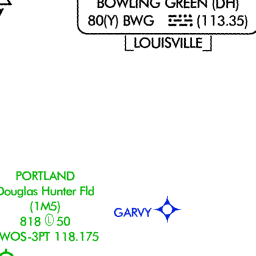 BOWLING GREEN (DH)
80(Y) BWG (113.35)
LOUISVILLE
PORTLAND
Douglas Hunter Fld
(1M5)
818 Ⓛ 50
WOS-3PT 118.175
GARVY